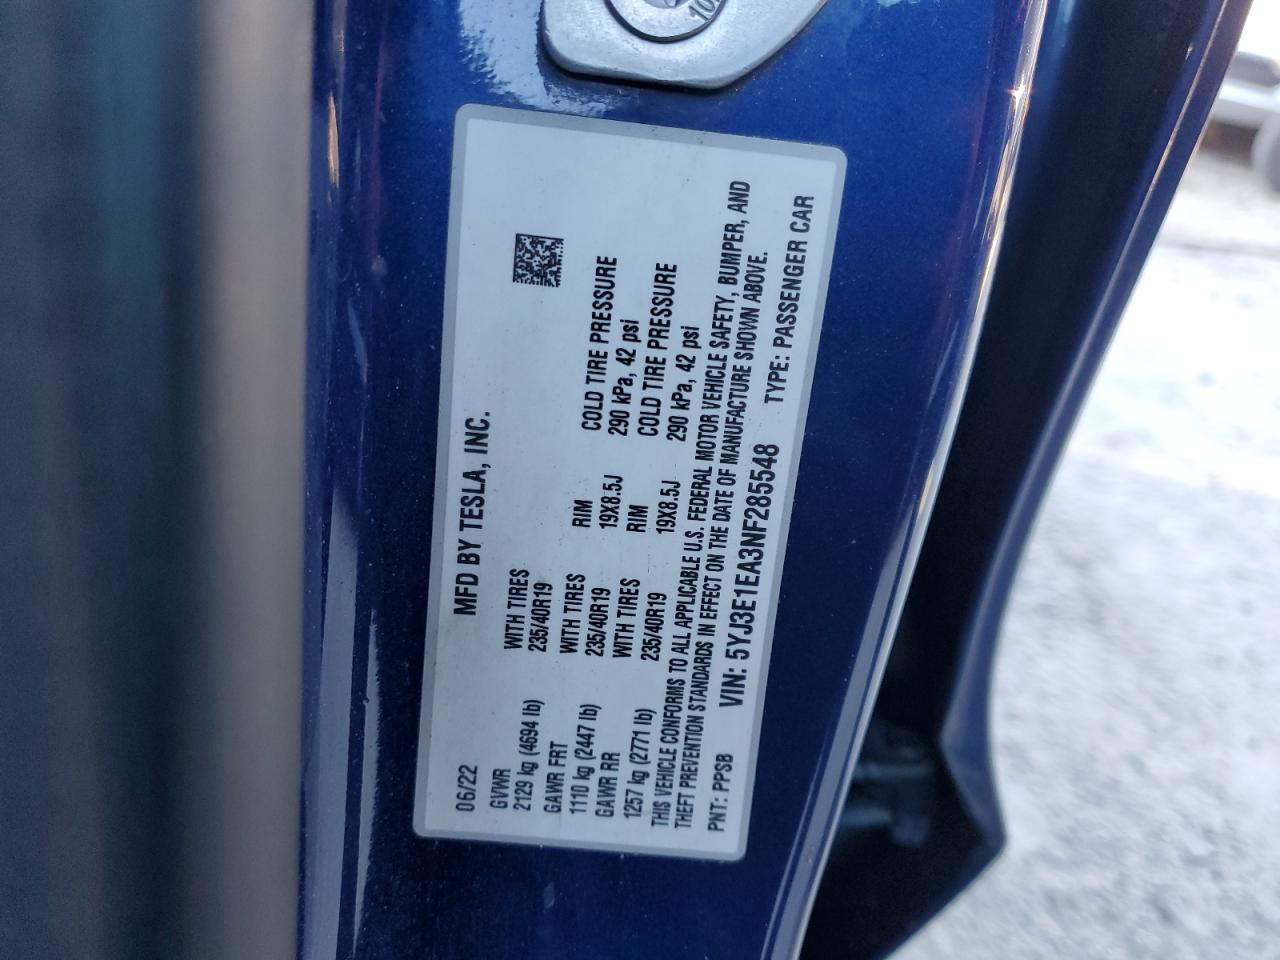 MFD BY TESLA, INC.
06/22
GVWR
2129 kg (4694 lb)
WITH TIRES
235/40R19
GAWR FRT
1110 kg (2447 lb)
WITH TIRES
235/40R19
RIM
19X8.5J
COLD TIRE PRESSURE
290 kPa, 42 psi
GAWR RR
1257 kg (2771 lb)
WITH TIRES
235/40R19
RIM
19X8.5J
COLD TIRE PRESSURE
290 kPa, 42 psi
THIS VEHICLE CONFORMS TO ALL APPLICABLE U.S. FEDERAL MOTOR VEHICLE SAFETY, BUMPER, AND
THEFT PREVENTION STANDARDS IN EFFECT ON THE DATE OF MANUFACTURE SHOWN ABOVE.
PNT: PPSB VIN: 5YJ3E1EA3NF285548 TYPE: PASSENGER CAR